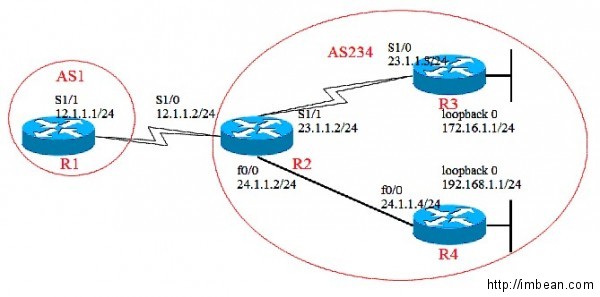 S1/0
AS234
23.1.1.3/24
AS1
R3
S1/1
12.1.1.1/24
S1/0
12.1.1.2/24
S1/1
23.1.1.2/24
loopback 0
172.16.1.1/24
R1
R2
f0/0
24.1.1.2/24
loopback 0
192.168.1.1/24
f0/0
24.1.1.4/24
R4
http://imbean.com